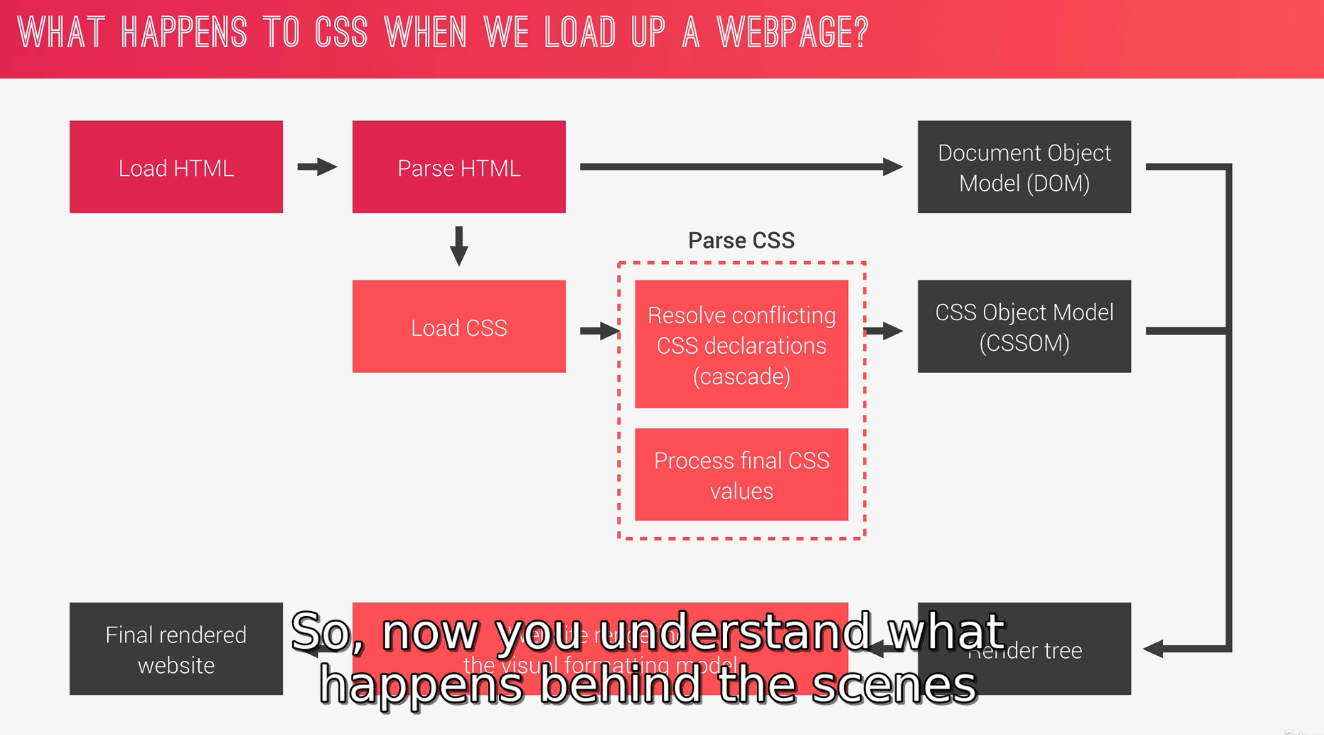 WHAT HAPPENS TO CSS WHEN WE LOAD UP A WEBPAGE?
Load HTML
Parse HTML
Document Object
Model (DOM)
Parse CSS
Load CSS
Resolve conflicting
CSS declarations
(cascade)
CSS Object Model
(CSSOM)
Process final CSS
values
Final rendered
website
the visual formatting model
Render tree
So, now you understand what
happens behind the scenes